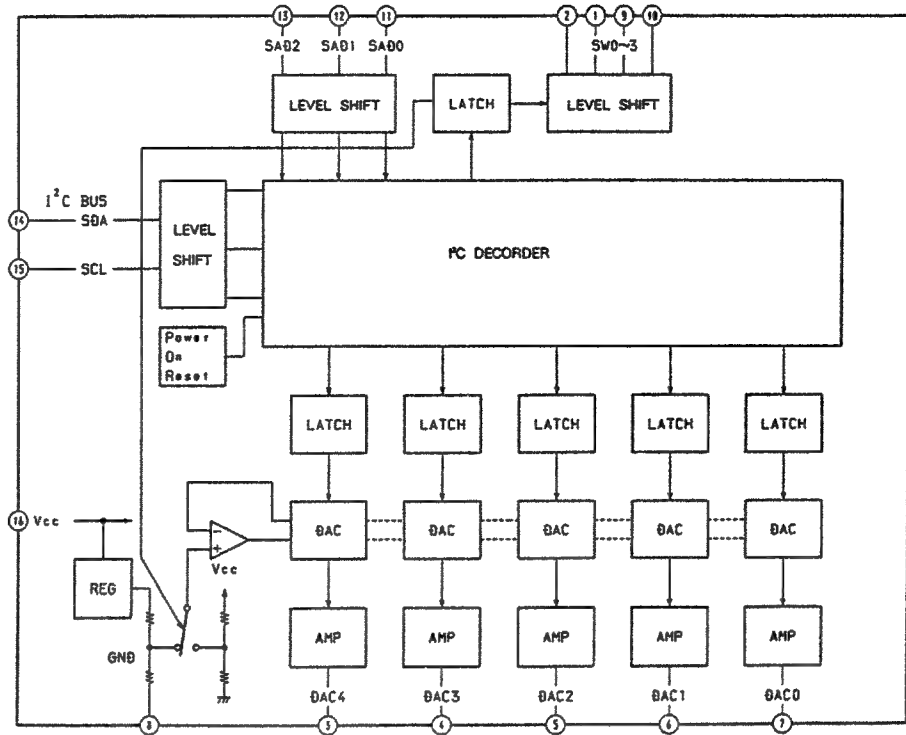 13 12 11 2 1 9 10
SAD2 SAD1 SAD0 SW0~3
LEVEL SHIFT LATCH LEVEL SHIFT
I²C BUS
14 SDA
15 SCL
LEVEL
SHIFT
I²C DECORDER
Power
On
Reset
LATCH LATCH LATCH LATCH LATCH
16 Vcc
DAC DAC DAC DAC DAC
- +
Vcc
REG
GND
AMP AMP AMP AMP AMP
DAC4 DAC3 DAC2 DAC1 DAC0
4 5 6 7